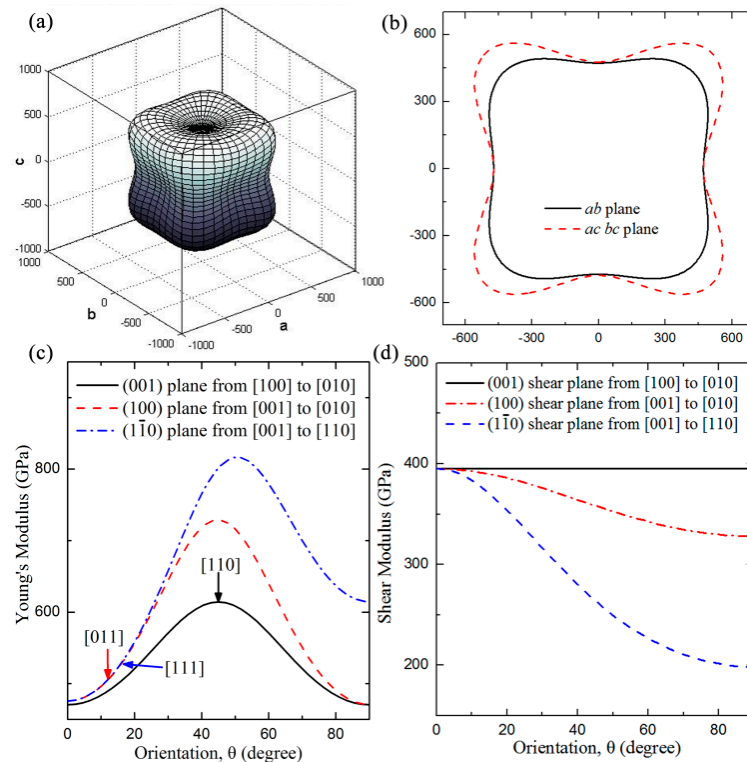 (a)
1000
500
0
-500
-1000
1000
500
0
-500
-1000
-1000
-500
0
500
1000
c
b
a
(b)
600
300
0
-300
-600
-600
-300
0
300
600
ab plane
ac bc plane
(c)
(001) plane from [100] to [010]
(100) plane from [001] to [010]
(11̅0) plane from [001] to [110]
800
600
Young's Modulus (GPa)
[110]
[011]
[111]
0
20
40
60
80
Orientation, θ (degree)
(d)
500
400
300
200
Shear Modulus (GPa)
(001) shear plane from [100] to [010]
(100) shear plane from [001] to [010]
(11̅0) shear plane from [001] to [110]
0
20
40
60
80
Orientation, θ (degree)